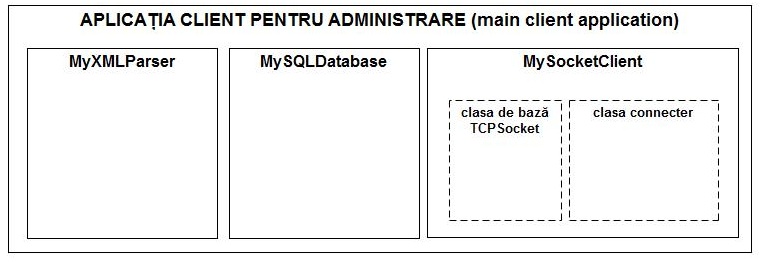 APLICAȚIA CLIENT PENTRU ADMINISTRARE (main client application)
MyXMLParser
MySQLDatabase
MySocketClient
clasa de bază
TCPSocket
clasa connecter